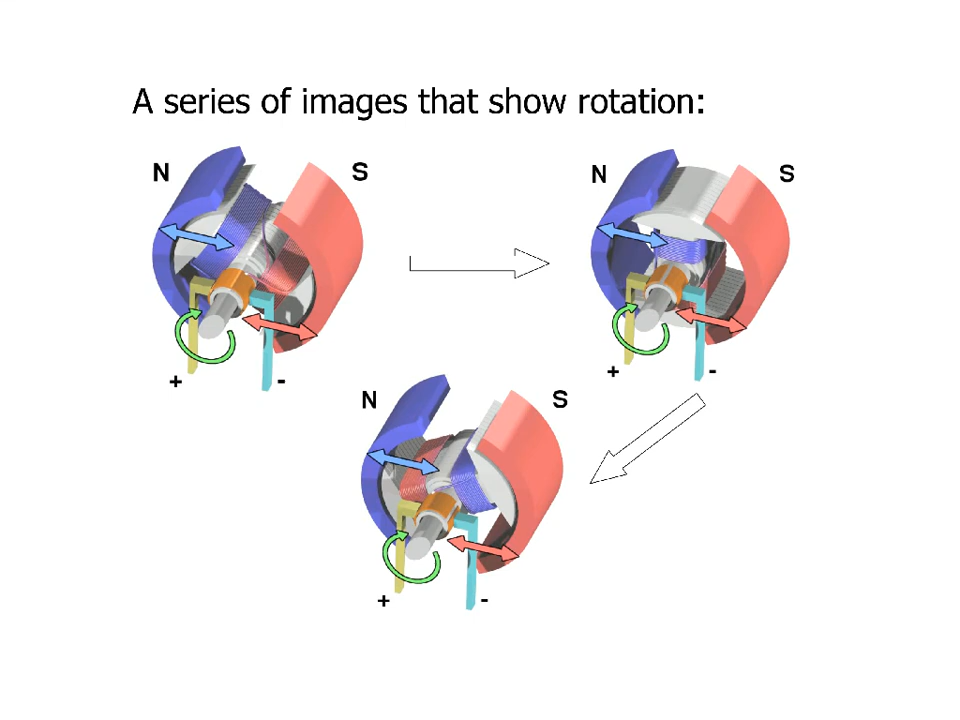 A series of images that show rotation:
N S
N S
+ -
+ -
N S
+ -